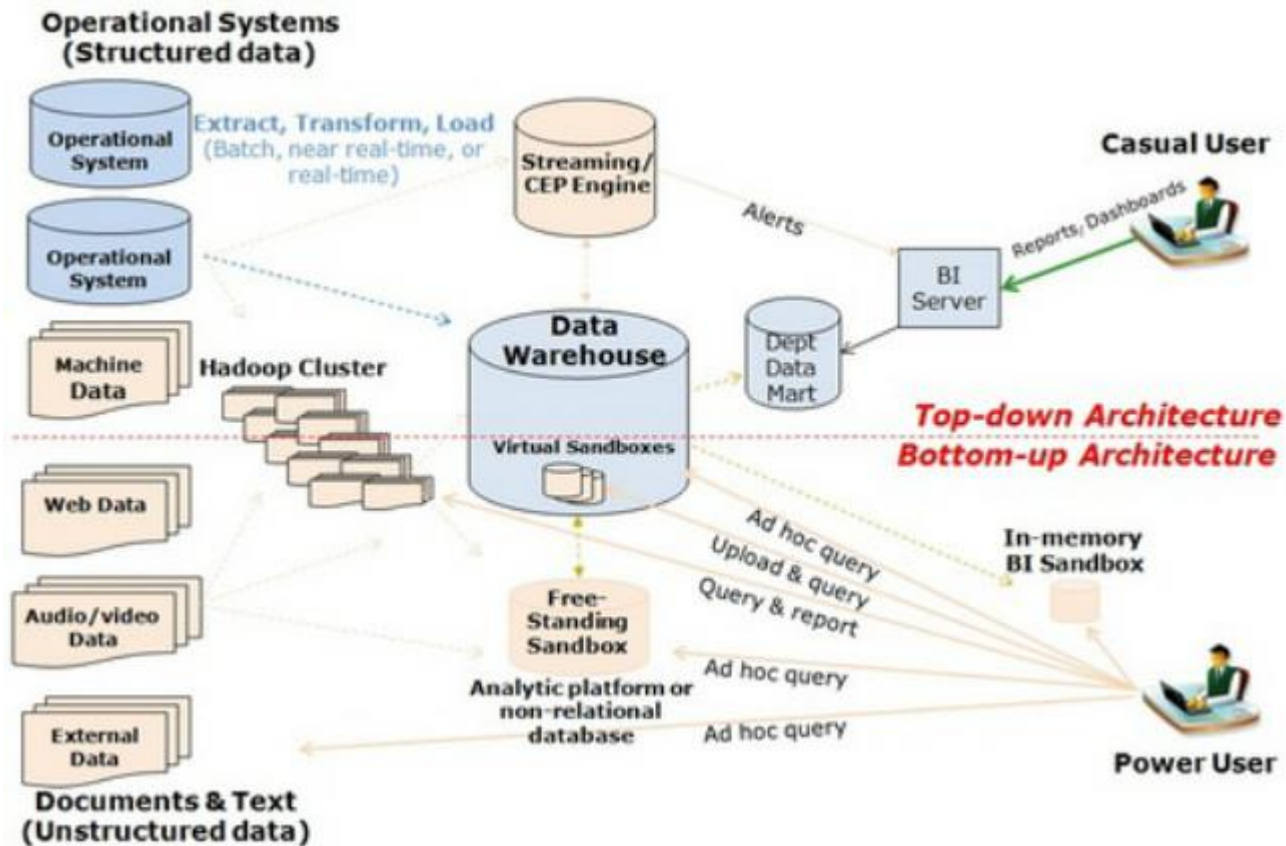 Operational Systems
(Structured data)
Operational
System
Extract, Transform, Load
(Batch, near real-time, or
real-time)
Streaming/
CEP Engine
Casual User
Alerts
Reports, Dashboards
Operational
System
BI
Server
Data
Warehouse
Dept
Data
Mart
Machine
Data
Hadoop Cluster
Top-down Architecture
Bottom-up Architecture
Virtual Sandboxes
Web Data
Ad hoc query
Upload & query
Query & report
In-memory
BI Sandbox
Audio/video
Data
Free-
Standing
Sandbox
Ad hoc query
Analytic platform or
non-relational
database
Ad hoc query
External
Data
Power User
Documents & Text
(Unstructured data)